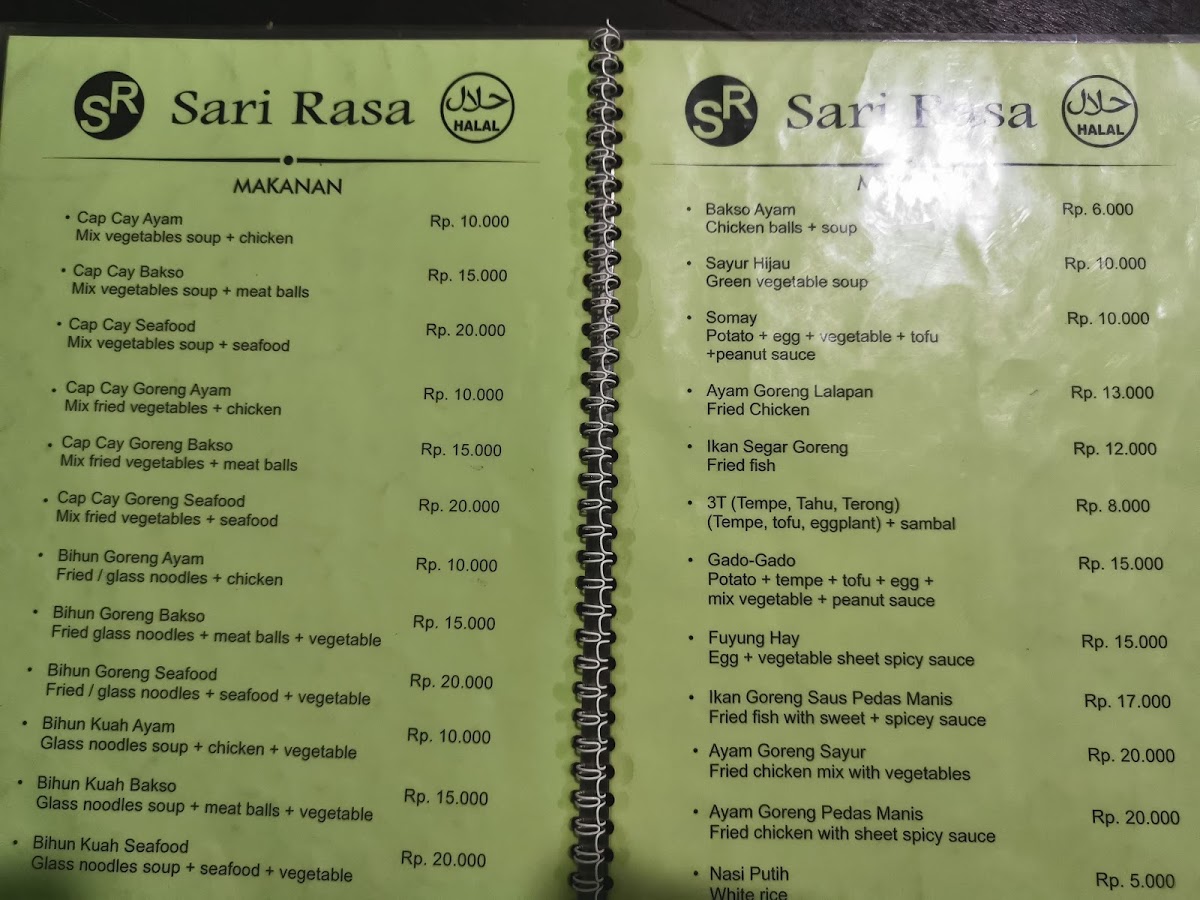 SR Sari Rasa حلال HALAL
MAKANAN
• Cap Cay Ayam Rp. 10.000
Mix vegetables soup + chicken
• Cap Cay Bakso Rp. 15.000
Mix vegetables soup + meat balls
• Cap Cay Seafood Rp. 20.000
Mix vegetables soup + seafood
• Cap Cay Goreng Ayam Rp. 10.000
Mix fried vegetables + chicken
• Cap Cay Goreng Bakso Rp. 15.000
Mix fried vegetables + meat balls
• Cap Cay Goreng Seafood Rp. 20.000
Mix fried vegetables + seafood
• Bihun Goreng Ayam Rp. 10.000
Fried / glass noodles + chicken
• Bihun Goreng Bakso Rp. 15.000
Fried glass noodles + meat balls + vegetable
• Bihun Goreng Seafood Rp. 20.000
Fried / glass noodles + seafood + vegetable
• Bihun Kuah Ayam Rp. 10.000
Glass noodles soup + chicken + vegetable
• Bihun Kuah Bakso Rp. 15.000
Glass noodles soup + meat balls + vegetable
• Bihun Kuah Seafood Rp. 20.000
Glass noodles soup + seafood + vegetable
SR Sari Rasa حلال HALAL
• Bakso Ayam Rp. 6.000
Chicken balls + soup
• Sayur Hijau Rp. 10.000
Green vegetable soup
• Somay Rp. 10.000
Potato + egg + vegetable + tofu
+peanut sauce
• Ayam Goreng Lalapan Rp. 13.000
Fried Chicken
• Ikan Segar Goreng Rp. 12.000
Fried fish
• 3T (Tempe, Tahu, Terong) Rp. 8.000
(Tempe, tofu, eggplant) + sambal
• Gado-Gado Rp. 15.000
Potato + tempe + tofu + egg +
mix vegetable + peanut sauce
• Fuyung Hay Rp. 15.000
Egg + vegetable sheet spicy sauce
• Ikan Goreng Saus Pedas Manis Rp. 17.000
Fried fish with sweet + spicey sauce
• Ayam Goreng Sayur Rp. 20.000
Fried chicken mix with vegetables
• Ayam Goreng Pedas Manis Rp. 20.000
Fried chicken with sheet spicy sauce
• Nasi Putih Rp. 5.000
White rice